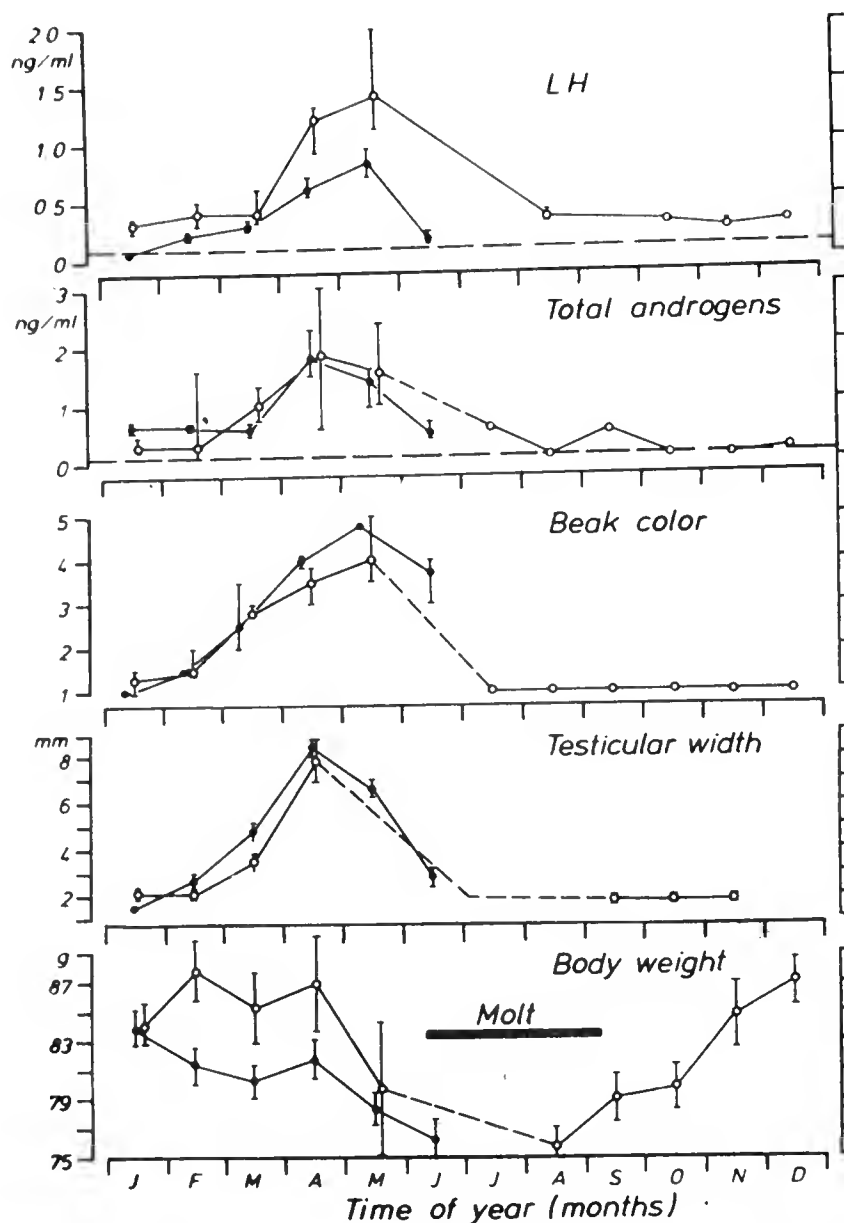 2.0
ng/ml
1.5
1.0
0.5
0
LH
3
ng/ml
2
1
0
Total androgens
5
4
3
2
1
Beak color
mm
8
6
4
2
Testicular width
g
87
83
79
75
Body weight
Molt
J F M A M J J A S O N D
Time of year (months)